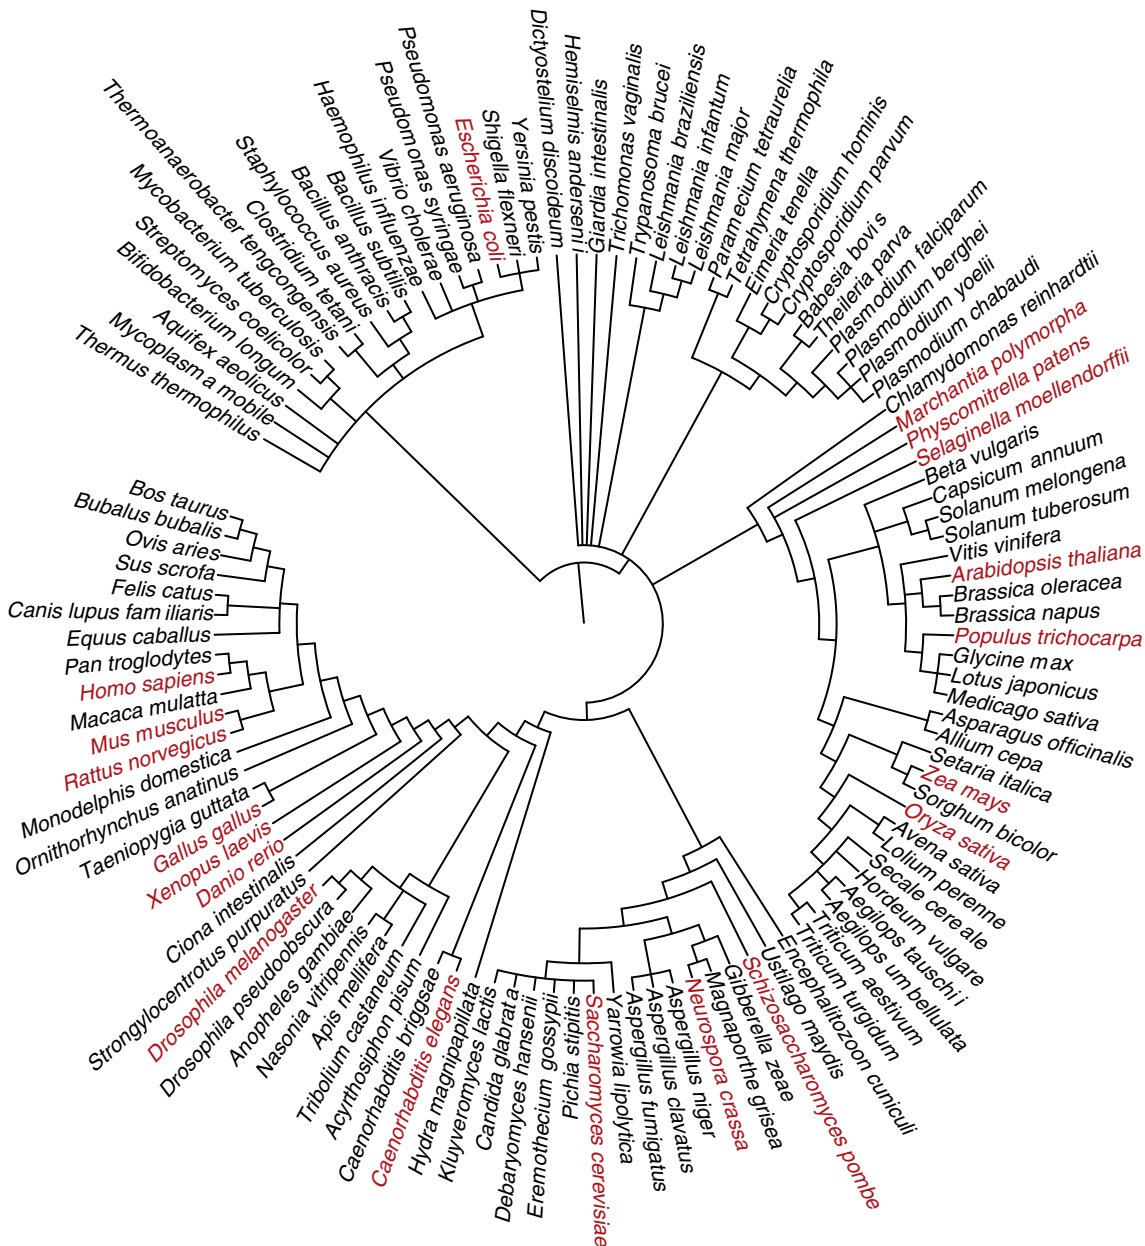 Dictyostelium discoideum
Hemiselmis andersenii
Giardia intestinalis
Trichomonas vaginalis
Trypanosoma brucei
Leishmania braziliensis
Leishmania infantum
Leishmania major
Paramecium tetraurelia
Tetrahymena thermophila
Eimeria tenella
Cryptosporidium hominis
Cryptosporidium parvum
Babesia bovis
Theileria parva
Plasmodium falciparum
Plasmodium berghei
Plasmodium yoelii
Plasmodium chabaudi
Chlamydomonas reinhardtii
Marchantia polymorpha
Physcomitrella patens
Selaginella moellendorffii
Beta vulgaris
Capsicum annuum
Solanum melongena
Solanum tuberosum
Vitis vinifera
Arabidopsis thaliana
Brassica oleracea
Brassica napus
Populus trichocarpa
Glycine max
Lotus japonicus
Medicago sativa
Asparagus officinalis
Allium cepa
Setaria italica
Zea mays
Sorghum bicolor
Oryza sativa
Avena sativa
Lolium perenne
Secale cereale
Hordeum vulgare
Aegilops tauschii
Aegilops umbellulata
Triticum aestivum
Triticum turgidum
Encephalitozoon cuniculi
Ustilago maydis
Schizosaccharomyces pombe
Gibberella zeae
Magnaporthe grisea
Neurospora crassa
Aspergillus niger
Aspergillus clavatus
Aspergillus fumigatus
Yarrowia lipolytica
Saccharomyces cerevisiae
Pichia stipitis
Eremothecium gossypii
Debaryomyces hansenii
Candida glabrata
Kluyveromyces lactis
Hydra magnipapillata
Caenorhabditis elegans
Caenorhabditis briggsae
Acyrthosiphon pisum
Tribolium castaneum
Apis mellifera
Nasonia vitripennis
Anopheles gambiae
Drosophila pseudoobscura
Drosophila melanogaster
Strongylocentrotus purpuratus
Ciona intestinalis
Danio rerio
Xenopus laevis
Gallus gallus
Taeniopygia guttata
Ornithorhynchus anatinus
Monodelphis domestica
Rattus norvegicus
Mus musculus
Macaca mulatta
Homo sapiens
Pan troglodytes
Equus caballus
Canis lupus familiaris
Felis catus
Sus scrofa
Ovis aries
Bubalus bubalis
Bos taurus
Thermus thermophilus
Mycoplasma mobile
Aquifex aeolicus
Bifidobacterium longum
Streptomyces coelicolor
Mycobacterium tuberculosis
Thermoanaerobacter tengcongensis
Clostridium tetani
Staphylococcus aureus
Bacillus anthracis
Bacillus subtilis
Haemophilus influenzae
Vibrio cholerae
Pseudomonas syringae
Pseudomonas aeruginosa
Escherichia coli
Shigella flexneri
Yersinia pestis